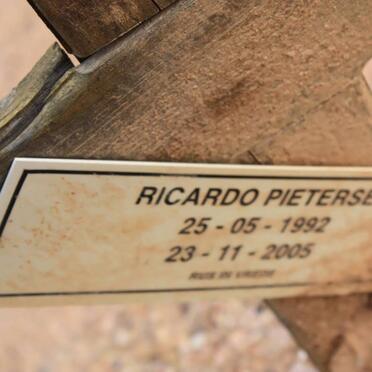 RICARDO PIETERSE
25 - 05 - 1992
23 - 11 - 2005
RUS IN VREDE